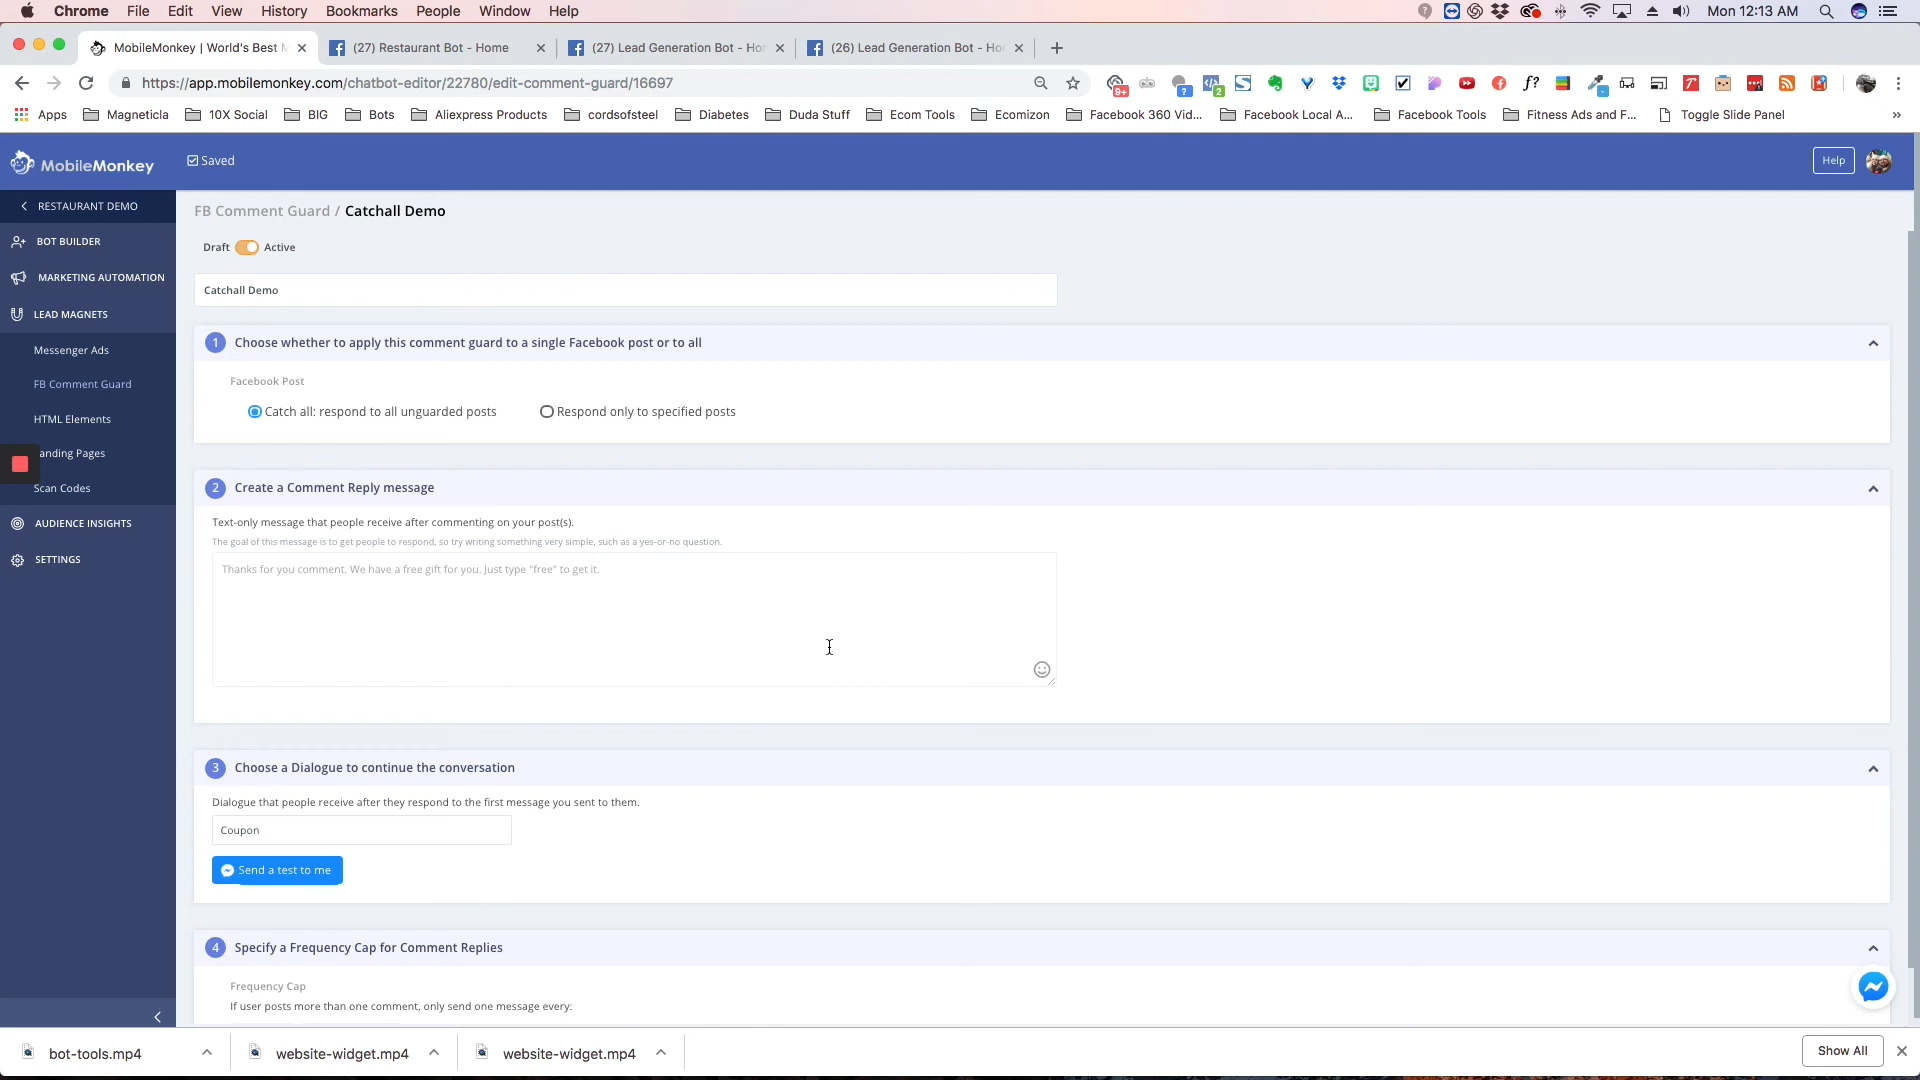 Chrome File Edit View History Bookmarks People Window Help Mon 12:13 AM
MobileMonkey | World's Best M (27) Restaurant Bot - Home (27) Lead Generation Bot - Hor (26) Lead Generation Bot - Hor
https://app.mobilemonkey.com/chatbot-editor/22780/edit-comment-guard/16697
9+ ? 2 f?
Apps Magneticla 10X Social BIG Bots Aliexpress Products cordsofsteel Diabetes Duda Stuff Ecom Tools Ecomizon Facebook 360 Vid... Facebook Local A... Facebook Tools Fitness Ads and F... Toggle Slide Panel »
MobileMonkey Saved Help
RESTAURANT DEMO
BOT BUILDER
MARKETING AUTOMATION
LEAD MAGNETS
Messenger Ads
FB Comment Guard
HTML Elements
anding Pages
Scan Codes
AUDIENCE INSIGHTS
SETTINGS
FB Comment Guard / Catchall Demo
Draft Active
Catchall Demo
1 Choose whether to apply this comment guard to a single Facebook post or to all
Facebook Post
Catch all: respond to all unguarded posts Respond only to specified posts
2 Create a Comment Reply message
Text-only message that people receive after commenting on your post(s).
The goal of this message is to get people to respond, so try writing something very simple, such as a yes-or-no question.
Thanks for you comment. We have a free gift for you. Just type "free" to get it.
3 Choose a Dialogue to continue the conversation
Dialogue that people receive after they respond to the first message you sent to them.
Coupon
Send a test to me
4 Specify a Frequency Cap for Comment Replies
Frequency Cap
If user posts more than one comment, only send one message every:
bot-tools.mp4 website-widget.mp4 website-widget.mp4 Show All